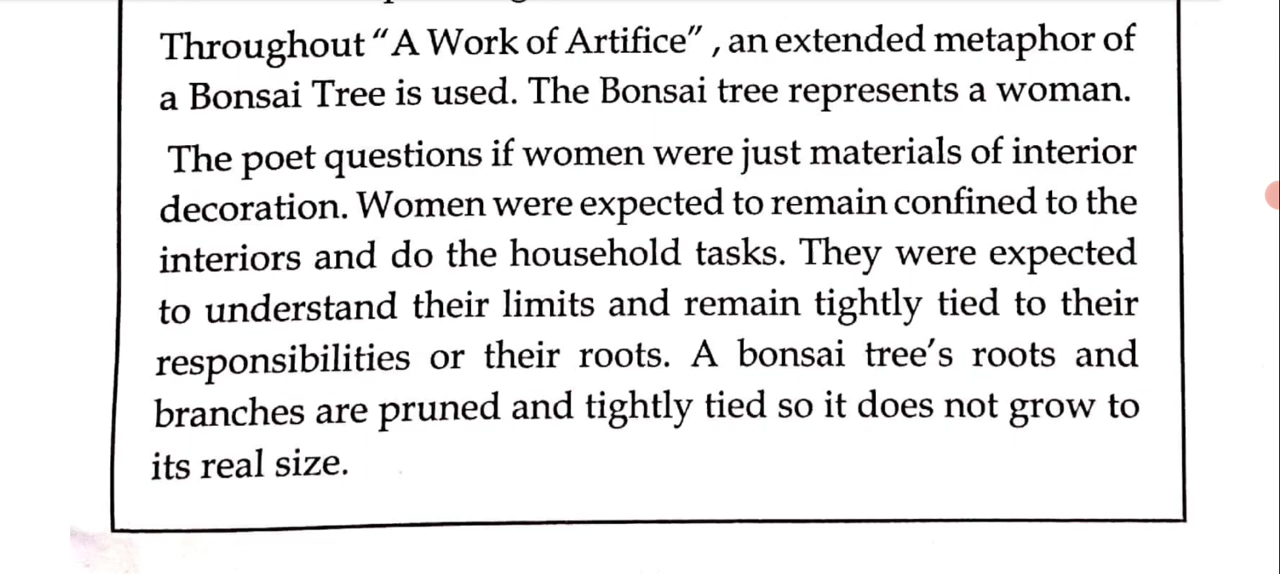 Throughout “A Work of Artifice” , an extended metaphor of
a Bonsai Tree is used. The Bonsai tree represents a woman.
The poet questions if women were just materials of interior
decoration. Women were expected to remain confined to the
interiors and do the household tasks. They were expected
to understand their limits and remain tightly tied to their
responsibilities or their roots. A bonsai tree’s roots and
branches are pruned and tightly tied so it does not grow to
its real size.